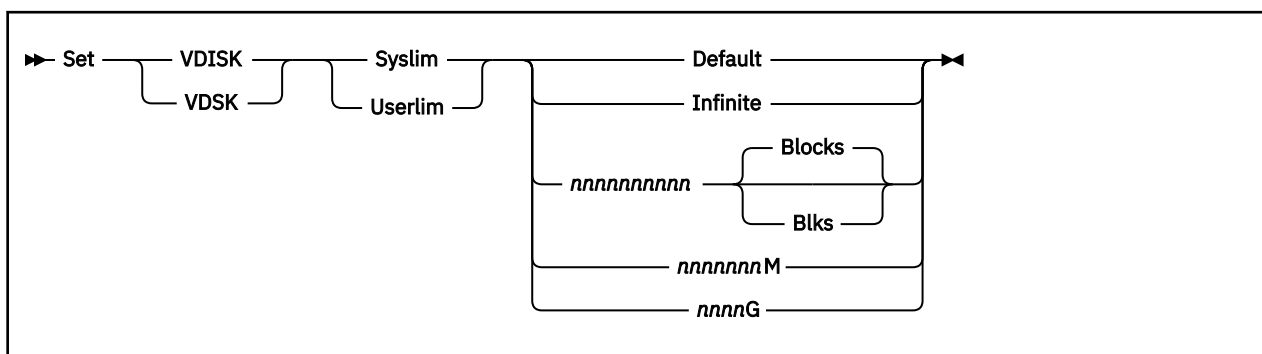 Set VDISK Syslim Default
VDSK Userlim Infinite
Blocks
nnnnnnnnnn
Blks
nnnnnnnM
nnnnG